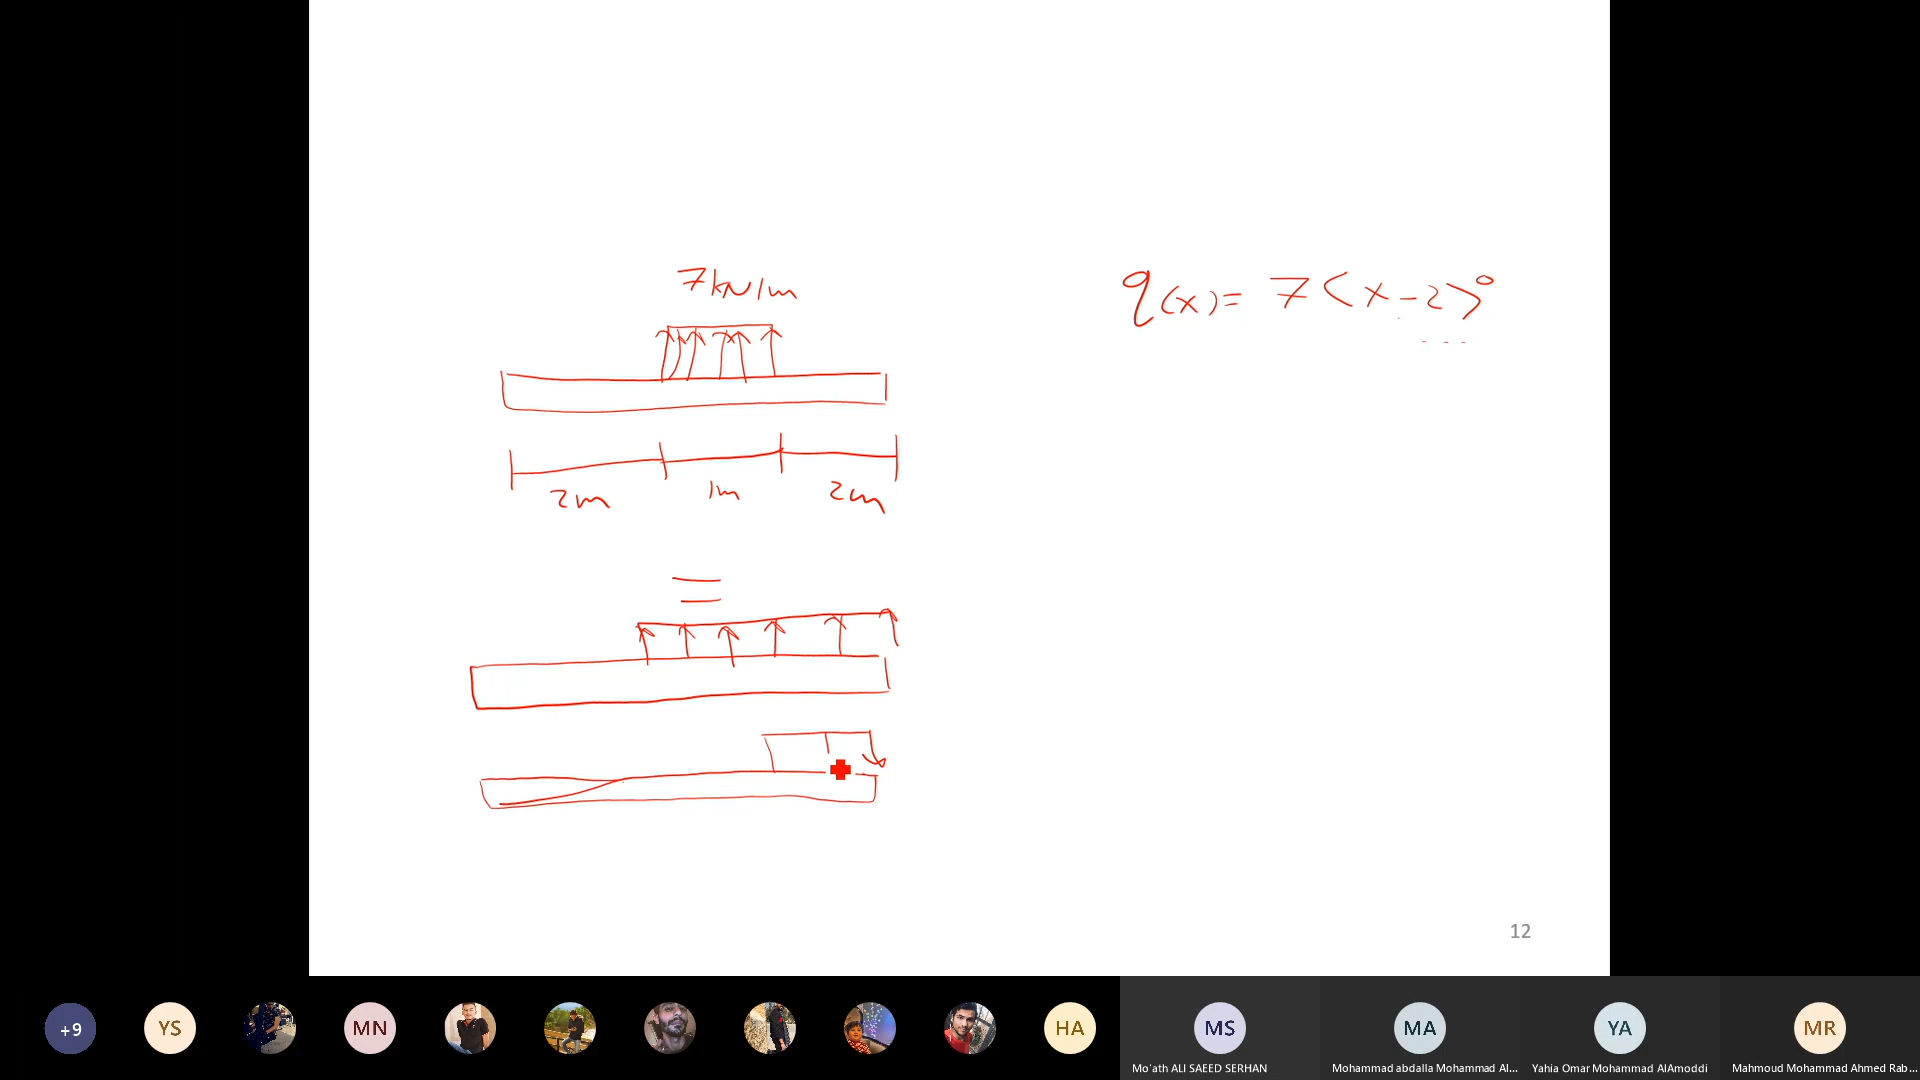 7kN/m
q(x)= 7<x-2>⁰
2m 1m 2m
=
12
+9 YS MN HA MS MA YA MR
Mo'ath ALI SAEED SERHAN Mohammad abdalla Mohammad Al... Yahia Omar Mohammad AlAmoddi Mahmoud Mohammad Ahmed Rab...